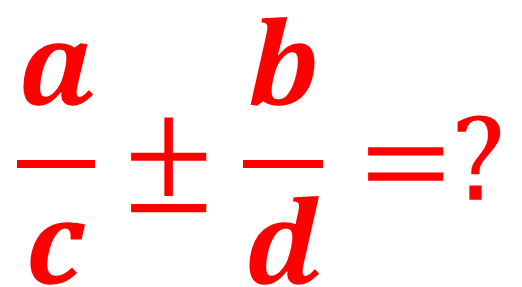 a/c ± b/d =?